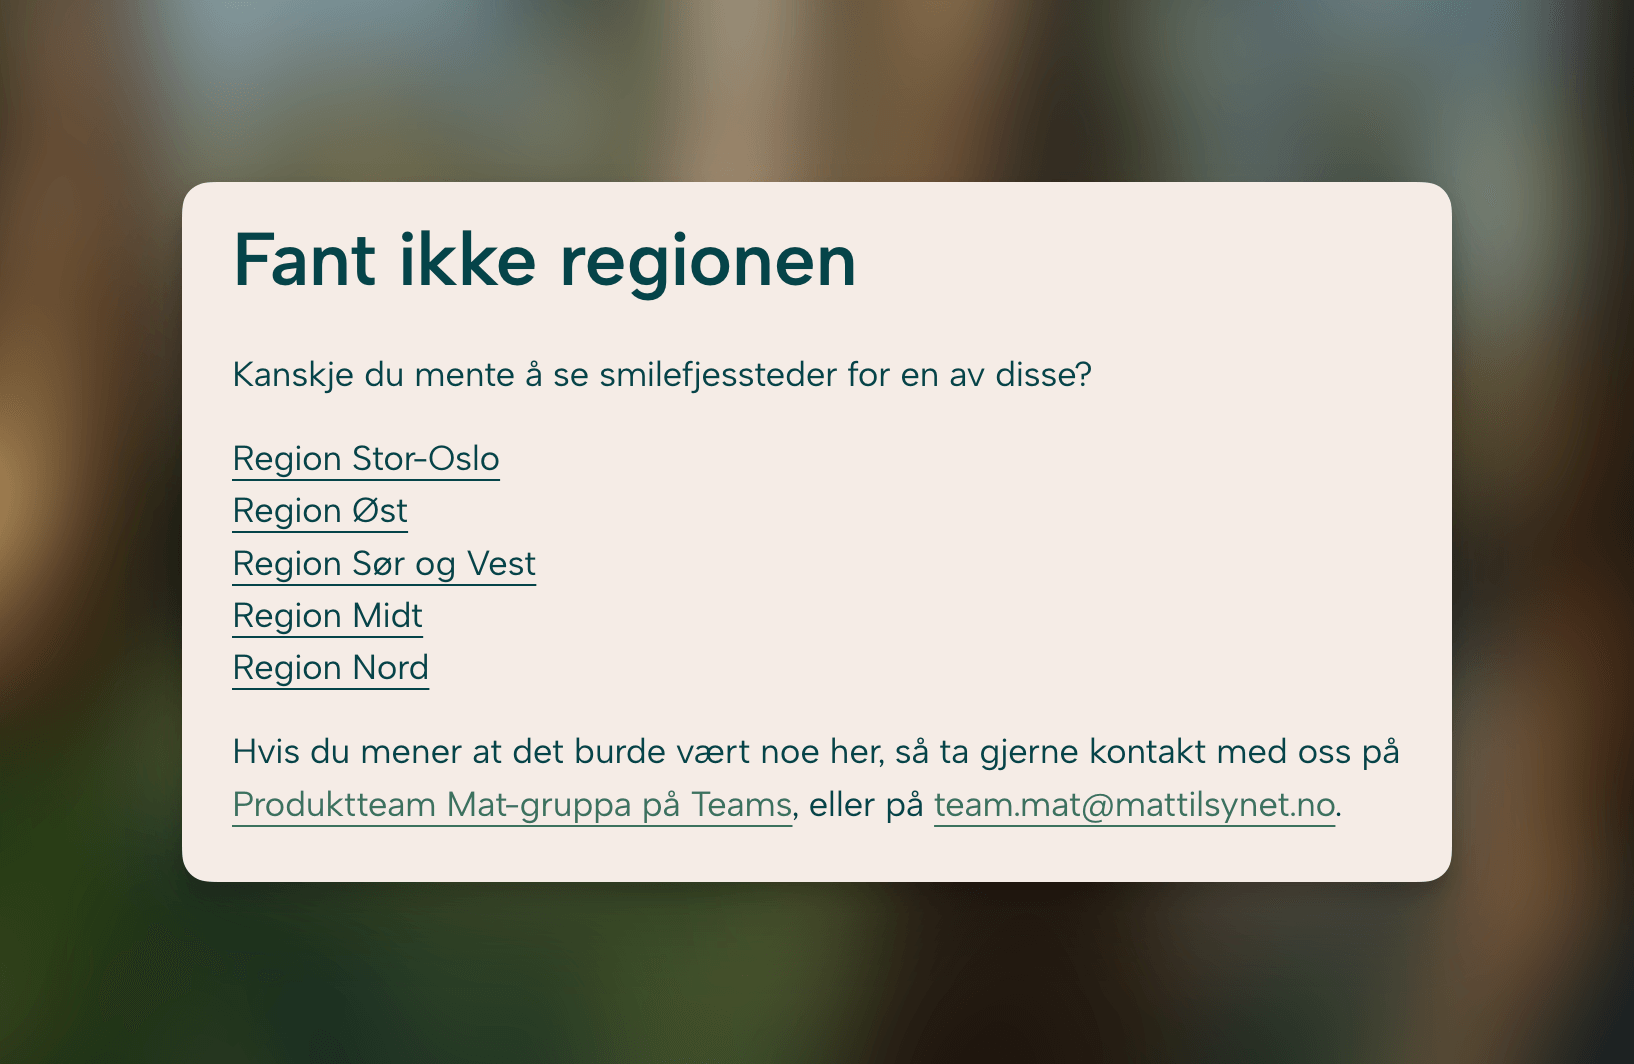 Fant ikke regionen
Kanskje du mente å se smilefjessteder for en av disse?
Region Stor-Oslo
Region Øst
Region Sør og Vest
Region Midt
Region Nord
Hvis du mener at det burde vært noe her, så ta gjerne kontakt med oss på
Produktteam Mat-gruppa på Teams, eller på team.mat@mattilsynet.no.